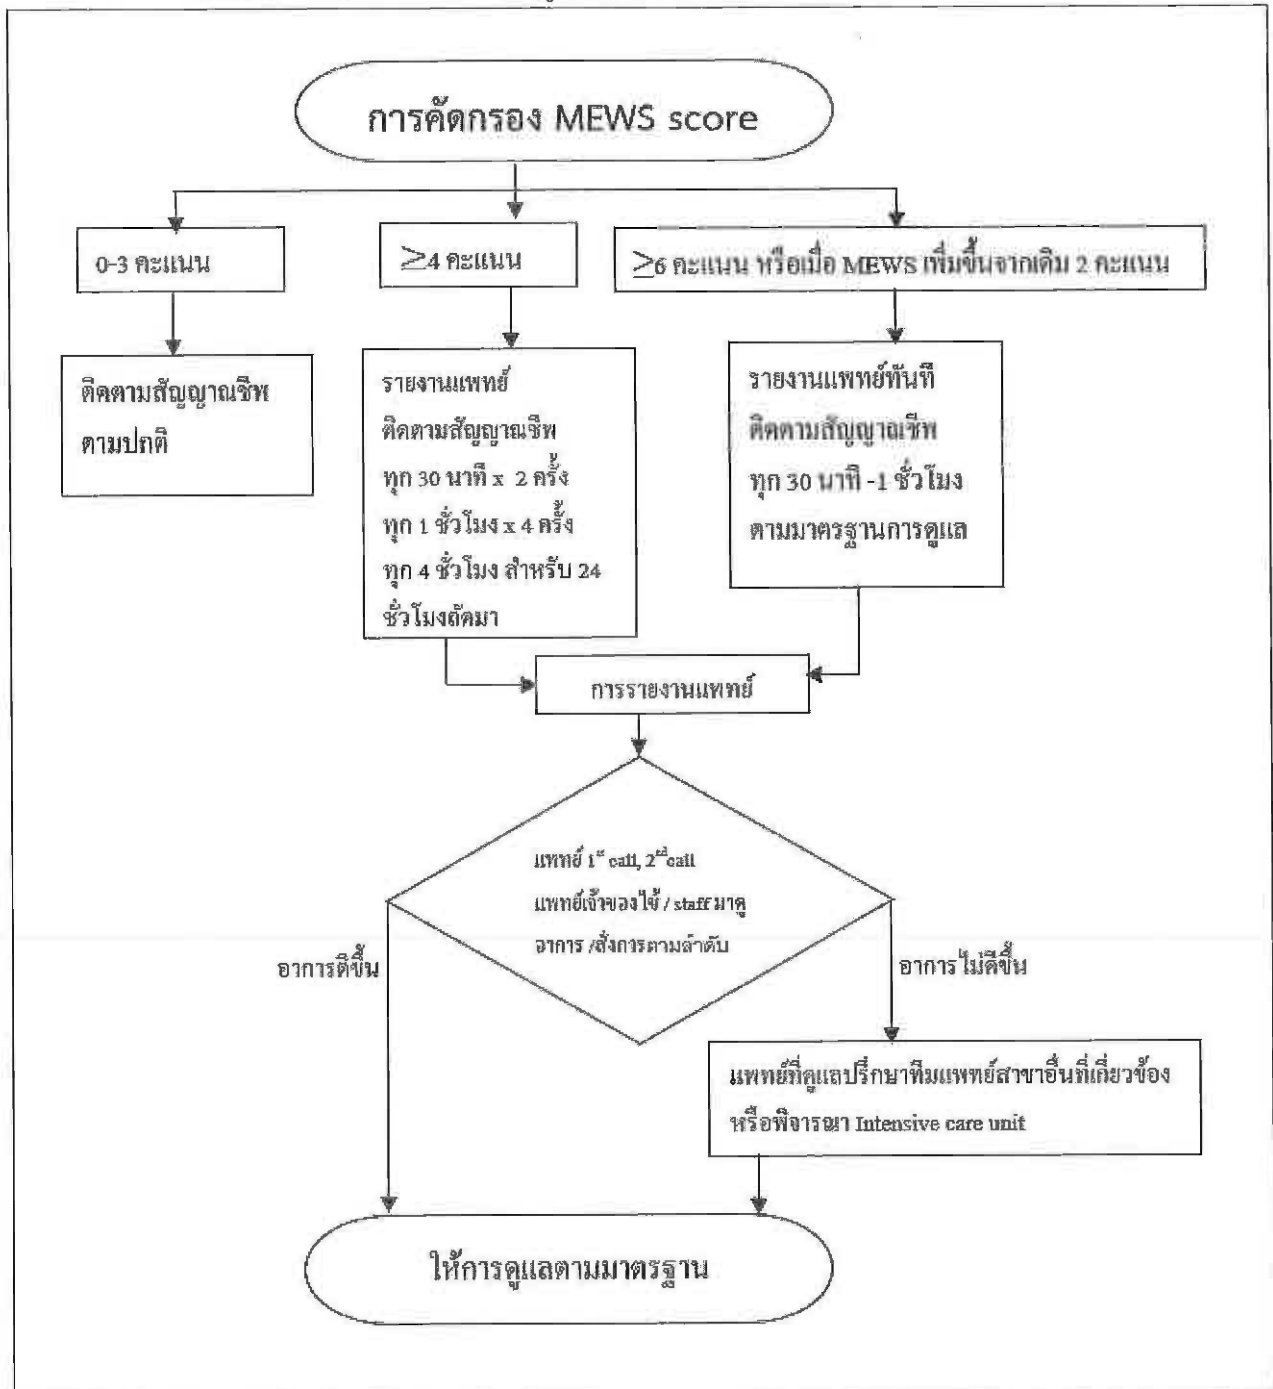 การคัดกรอง MEWS score
0-3 คะแนน
≥4 คะแนน
≥6 คะแนน หรือเมื่อ MEWS เพิ่มขึ้นจากเดิม 2 คะแนน
ติดตามสัญญาณชีพ
ตามปกติ
รายงานแพทย์
ติดตามสัญญาณชีพ
ทุก 30 นาที x 2 ครั้ง
ทุก 1 ชั่วโมง x 4 ครั้ง
ทุก 4 ชั่วโมง สำหรับ 24
ชั่วโมงถัดมา
รายงานแพทย์ทันที
ติดตามสัญญาณชีพ
ทุก 30 นาที -1 ชั่วโมง
ตามมาตรฐานการดูแล
การรายงานแพทย์
แพทย์ 1st call, 2nd call
แพทย์เจ้าของไข้ / staff มาดู
อาการ /สั่งการตามลำดับ
อาการดีขึ้น
อาการไม่ดีขึ้น
แพทย์ที่ดูแลปรึกษาทีมแพทย์สาขาอื่นที่เกี่ยวข้อง
หรือพิจารณา Intensive care unit
ให้การดูแลตามมาตรฐาน